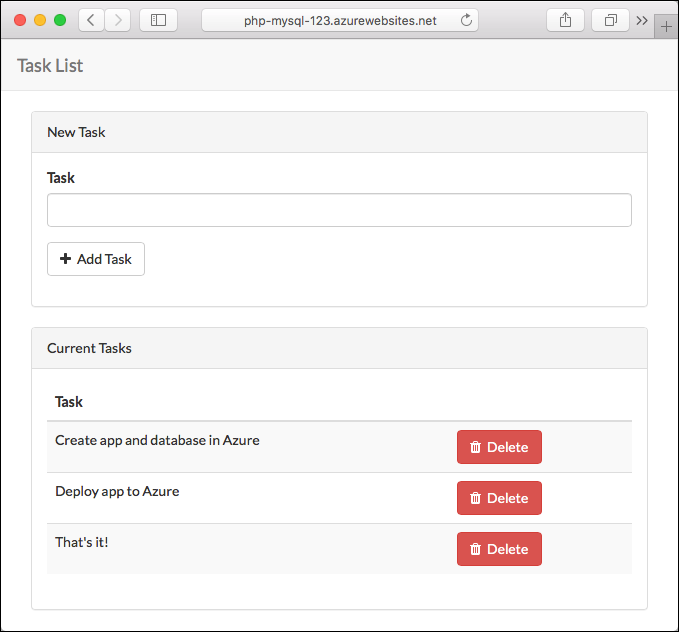 php-mysql-123.azurewebsites.net
Task List
New Task
Task
Add Task
Current Tasks
Task
Create app and database in Azure
Delete
Deploy app to Azure
Delete
That's it!
Delete